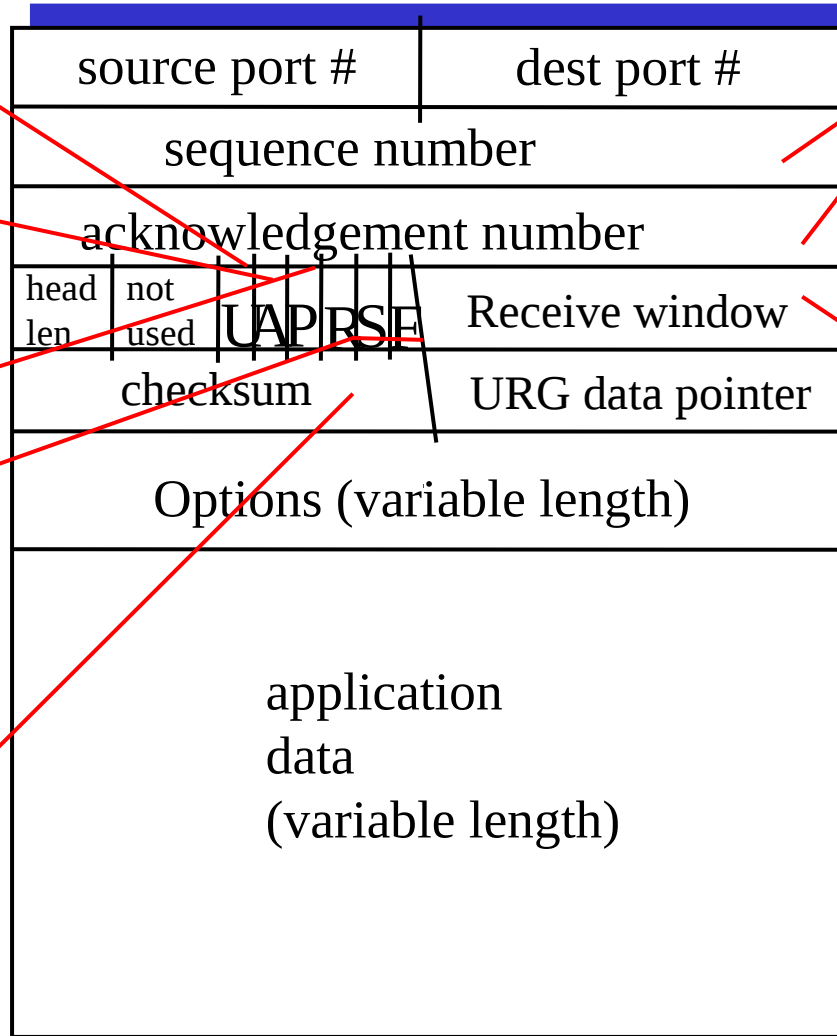 source port # dest port #
sequence number
acknowledgement number
head not
len used UAPRSF Receive window
checksum URG data pointer
Options (variable length)
application
data
(variable length)